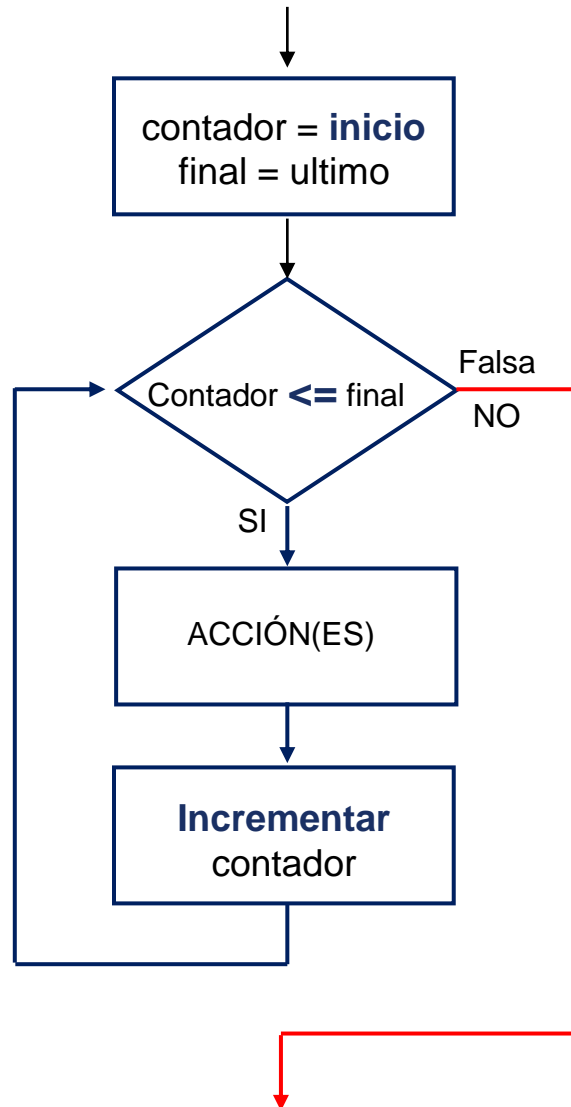 contador = inicio
final = ultimo
Contador <= final
Falsa
NO
SI
ACCIÓN(ES)
Incrementar
contador